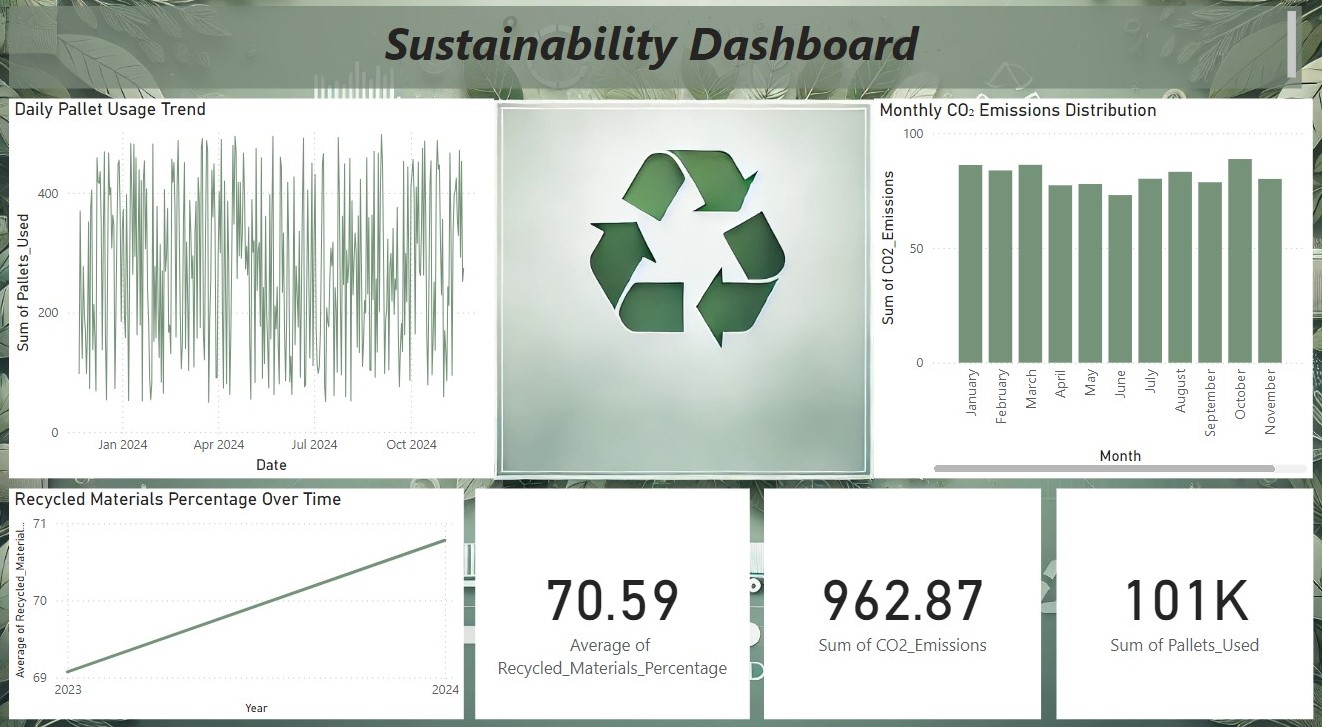 Sustainability Dashboard
Daily Pallet Usage Trend
Sum of Pallets_Used
400
200
0
Jan 2024 Apr 2024 Jul 2024 Oct 2024
Date
Monthly CO₂ Emissions Distribution
Sum of CO2_Emissions
100
50
0
January February March April May June July August September October November
Month
Recycled Materials Percentage Over Time
Average of Recycled_Material...
71
70
69
2023 2024
Year
70.59
Average of
Recycled_Materials_Percentage
962.87
Sum of CO2_Emissions
101K
Sum of Pallets_Used